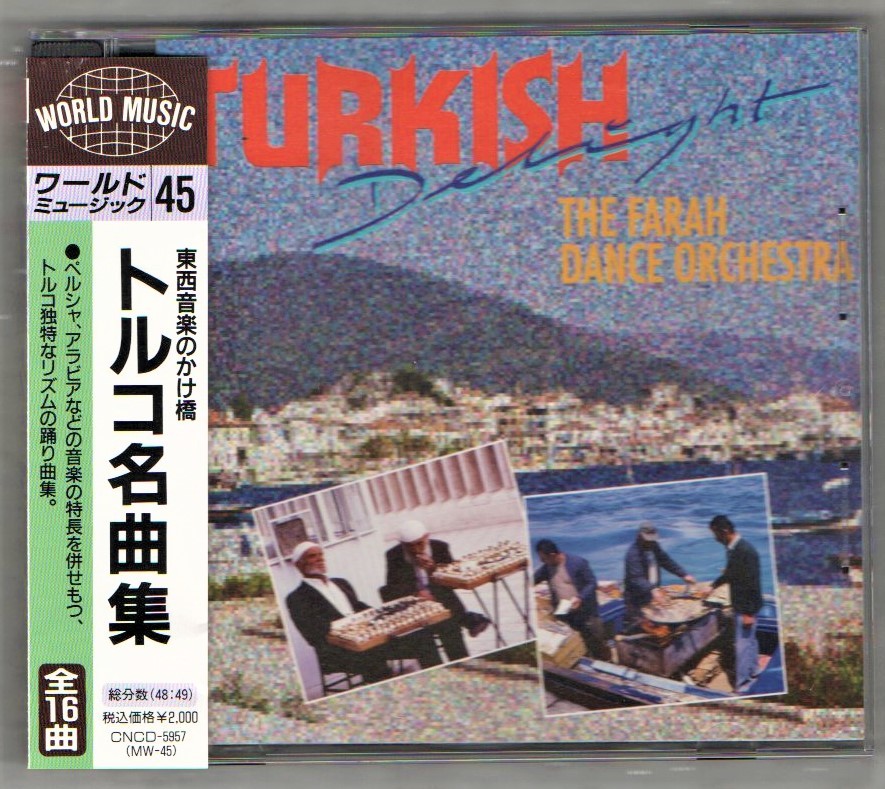 WORLD MUSIC
ワールド
ミュージック
45
東西音楽のかけ橋
トルコ名曲集
●ペルシャ、アラビアなどの音楽の特長を併せもつ、
トルコ独特なリズムの踊り曲集。
全16曲
総分数(48:49)
税込価格¥2,000
CNCD-5957
(MW-45)
TURKISH
Delight
THE FARAH
DANCE ORCHESTRA